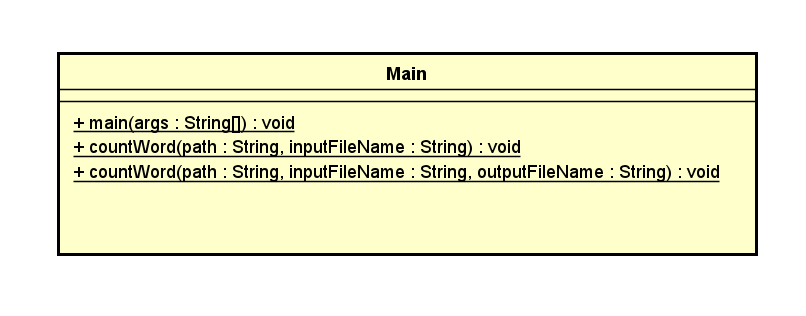 Main
+ main(args : String[]) : void
+ countWord(path : String, inputFileName : String) : void
+ countWord(path : String, inputFileName : String, outputFileName : String) : void